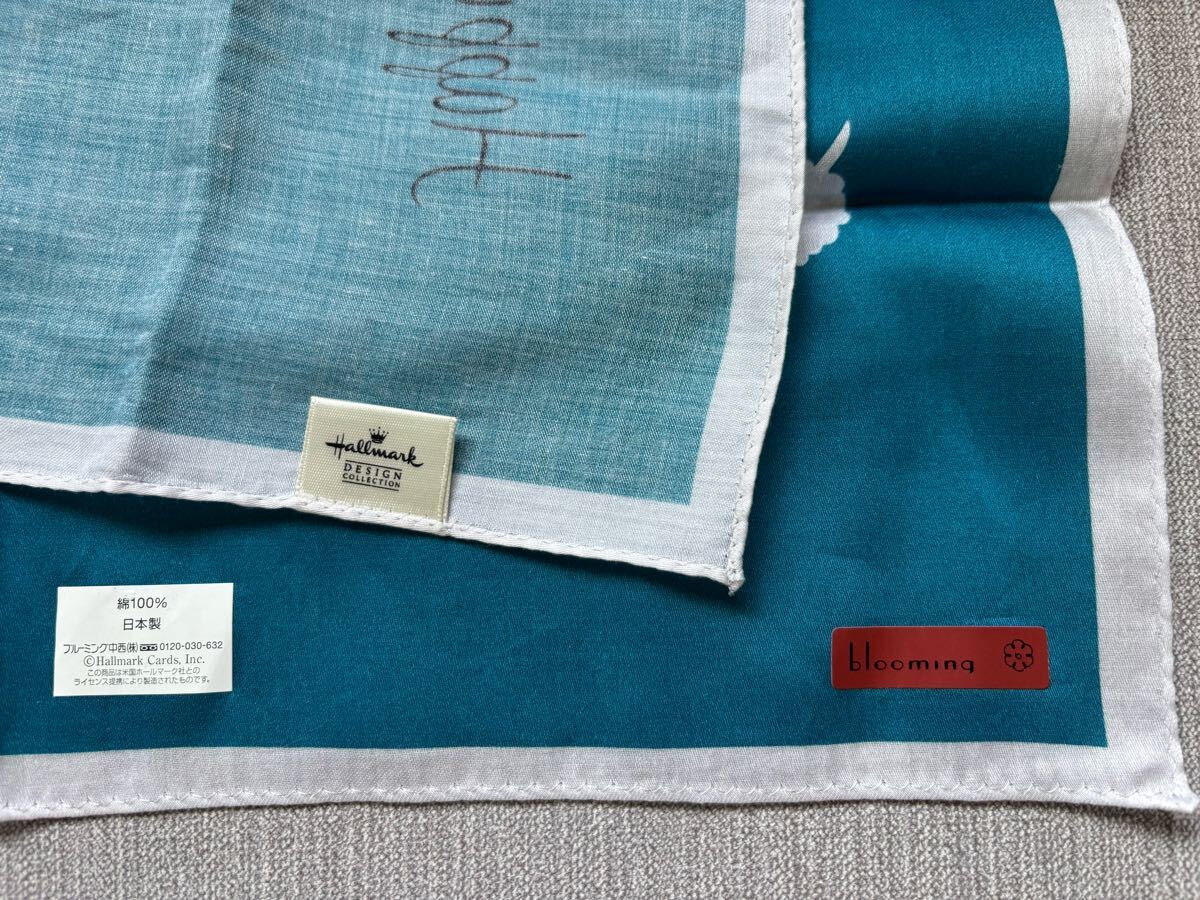 Hallmark
DESIGN
COLLECTION
綿100%
日本製
ブルーミング中西(株) 0120-030-632
©Hallmark Cards, Inc.
この商品は米国ホールマーク社との
ライセンス提携により製造されたものです。
blooming